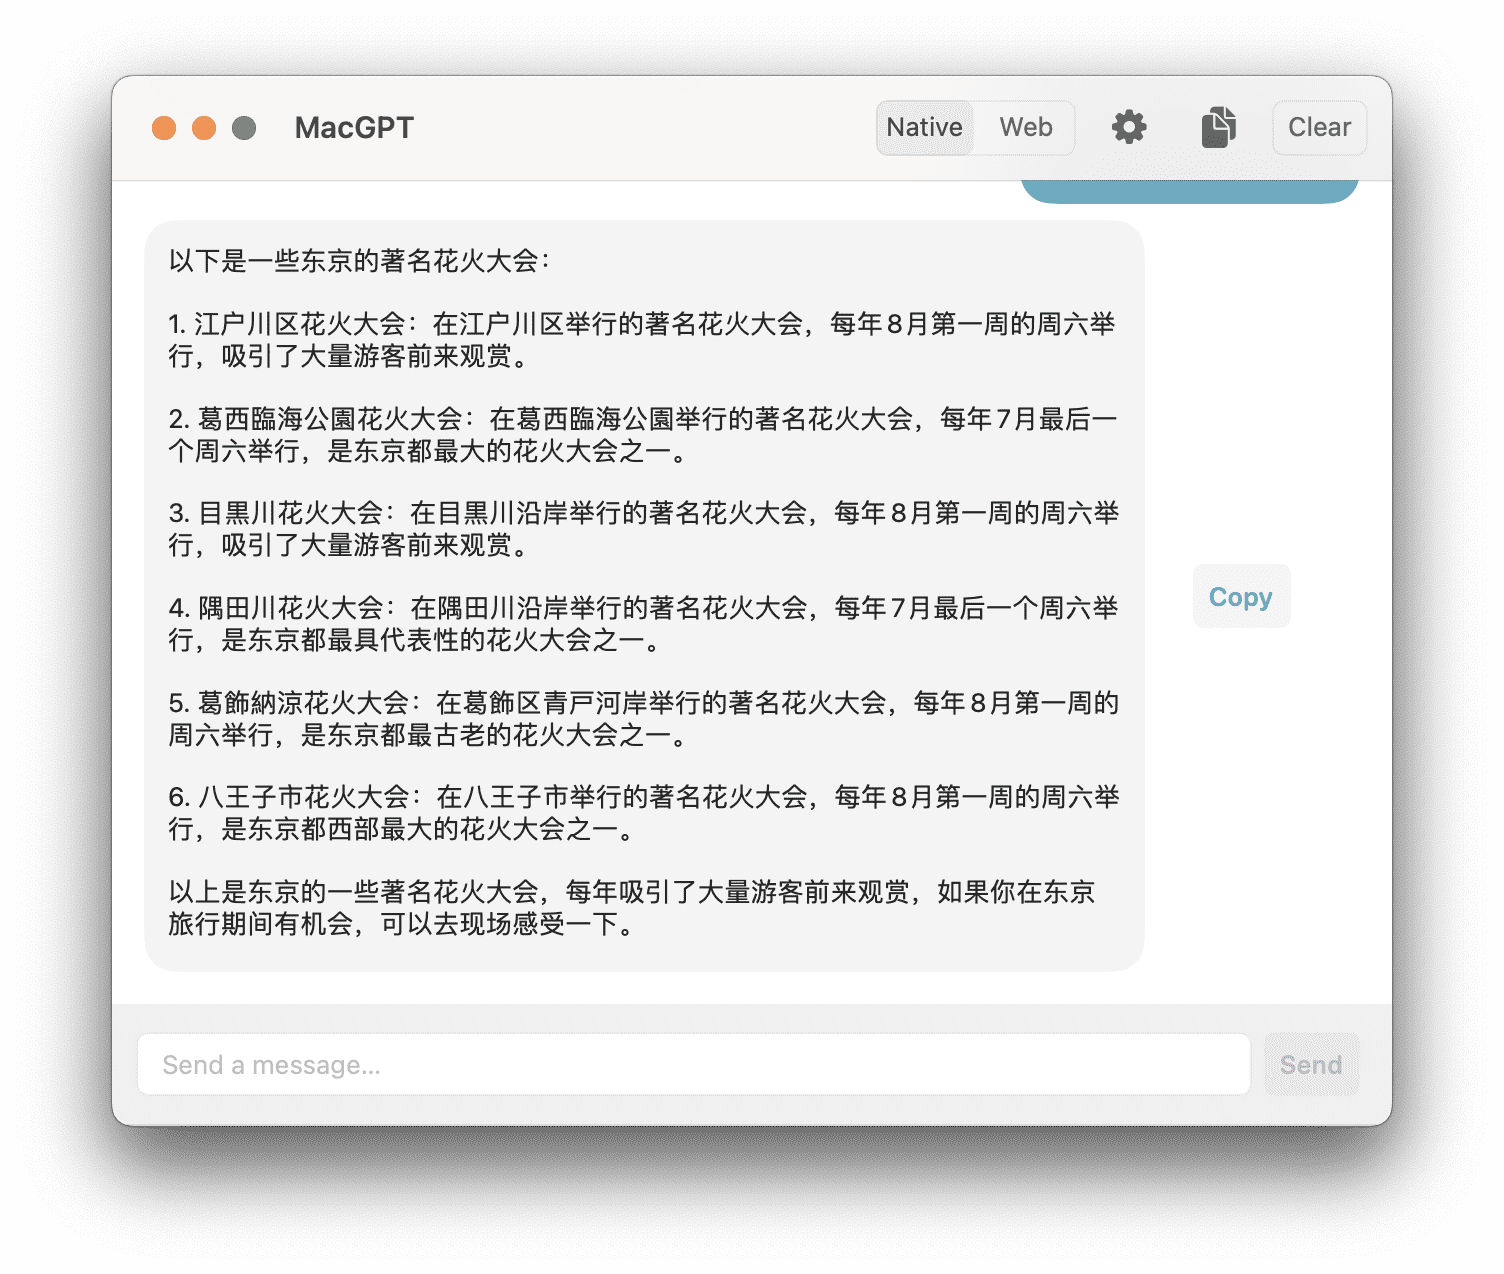 MacGPT
Native
Web
Clear
以下是一些东京的著名花火大会：
1. 江户川区花火大会：在江户川区举行的著名花火大会，每年8月第一周的周六举
行，吸引了大量游客前来观赏。
2. 葛西臨海公園花火大会：在葛西臨海公園举行的著名花火大会，每年7月最后一
个周六举行，是东京都最大的花火大会之一。
3. 目黒川花火大会：在目黒川沿岸举行的著名花火大会，每年8月第一周的周六举
行，吸引了大量游客前来观赏。
4. 隅田川花火大会：在隅田川沿岸举行的著名花火大会，每年7月最后一个周六举
行，是东京都最具代表性的花火大会之一。
5. 葛飾納涼花火大会：在葛飾区青戸河岸举行的著名花火大会，每年8月第一周的
周六举行，是东京都最古老的花火大会之一。
6. 八王子市花火大会：在八王子市举行的著名花火大会，每年8月第一周的周六举
行，是东京都西部最大的花火大会之一。
以上是东京的一些著名花火大会，每年吸引了大量游客前来观赏，如果你在东京
旅行期间有机会，可以去现场感受一下。
Copy
Send a message...
Send